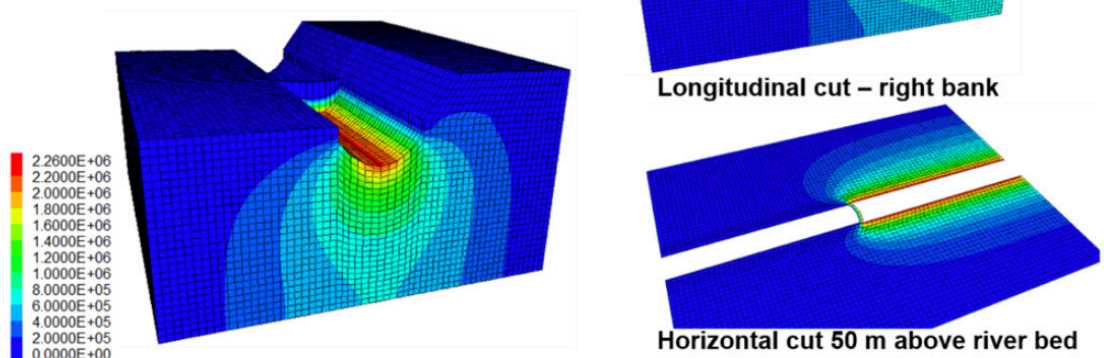 2.2600E+06
2.2000E+06
2.0000E+06
1.8000E+06
1.6000E+06
1.4000E+06
1.2000E+06
1.0000E+06
8.0000E+05
6.0000E+05
4.0000E+05
2.0000E+05
0.0000E+00
Longitudinal cut – right bank
Horizontal cut 50 m above river bed